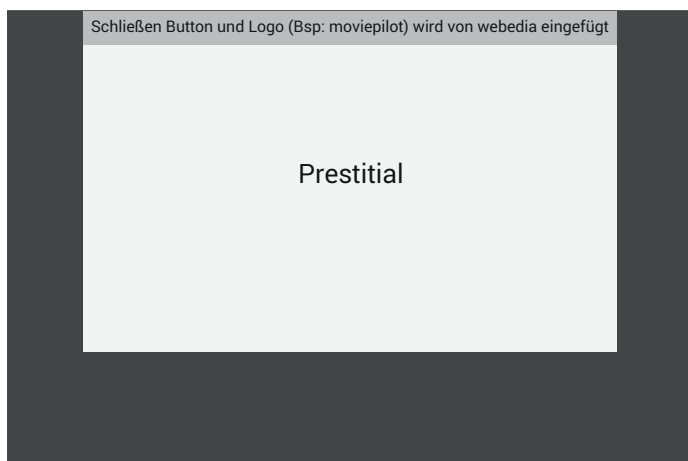 Schließen Button und Logo (Bsp: moviepilot) wird von webedia eingefügt
Prestitial